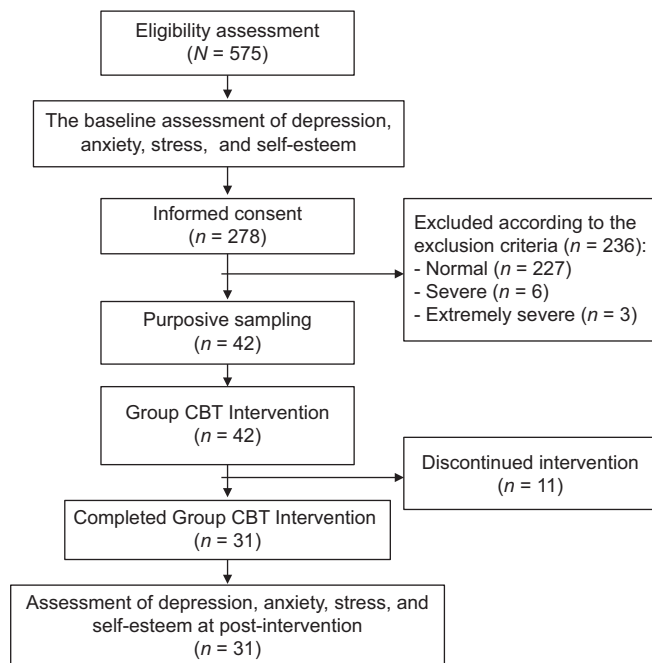 Eligibility assessment
(N = 575)
The baseline assessment of depression,
anxiety, stress, and self-esteem
Informed consent
(n = 278)
Excluded according to the
exclusion criteria (n = 236):
- Normal (n = 227)
- Severe (n = 6)
- Extremely severe (n = 3)
Purposive sampling
(n = 42)
Group CBT Intervention
(n = 42)
Discontinued intervention
(n = 11)
Completed Group CBT Intervention
(n = 31)
Assessment of depression, anxiety, stress, and
self-esteem at post-intervention
(n = 31)